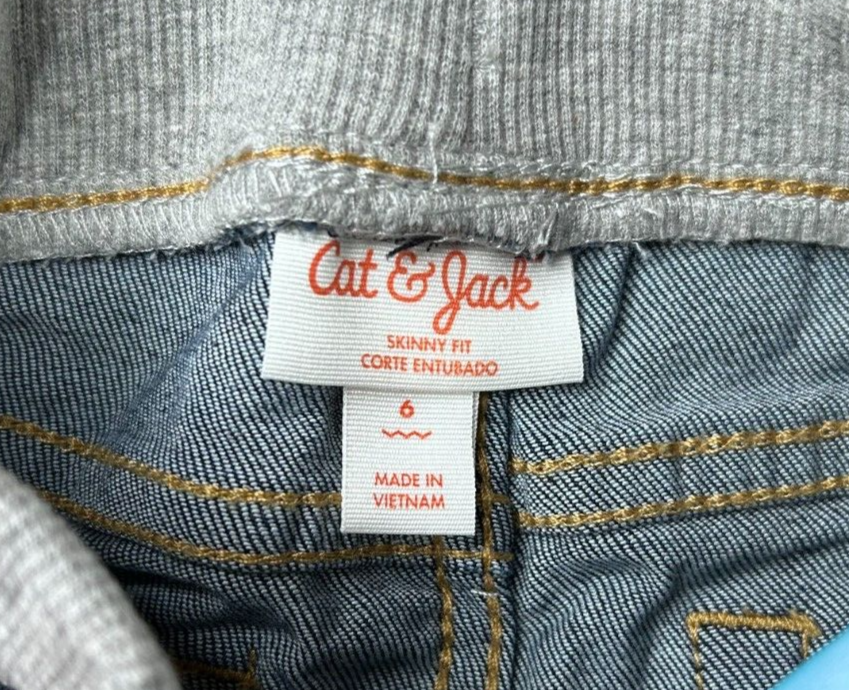 Cat & Jack
SKINNY FIT
CORTE ENTUBADO
6
MADE IN
VIETNAM